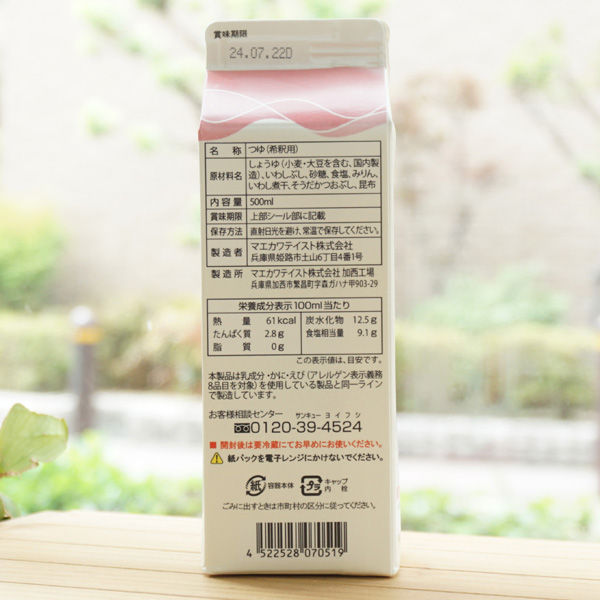 賞味期限
24.07.22D
名称 つゆ(希釈用)
原材料名 しょうゆ(小麦・大豆を含む、国内製
造)、いわしぶし、砂糖、食塩、みりん、
いわし煮干、そうだかつおぶし、昆布
内容量 500ml
賞味期限 上部シール部に記載
保存方法 直射日光を避け、常温で保存してください。
製造者 マエカワテイスト株式会社
兵庫県姫路市土山6丁目4番1号
製造所 マエカワテイスト株式会社 加西工場
兵庫県加西市繁昌町字森ガハナ甲903-29
栄養成分表示100ml当たり
熱量 61kcal 炭水化物 12.5g
たんぱく質 2.8g 食塩相当量 9.1g
脂質 0g
この表示値は、目安です。
本製品は乳成分・かに・えび(アレルゲン表示義務
8品目を対象)を使用している製品と同一ライン
で製造しています。
お客様相談センター サンキュー ヨイフシ
0120-39-4524
■開封後は要冷蔵にてお早めにお使いください。
紙パックを電子レンジにかけないでください。
紙 容器本体 プラ キャップ
内栓
ごみに出すときは市町村の区分に従ってください。
4 522528 070519